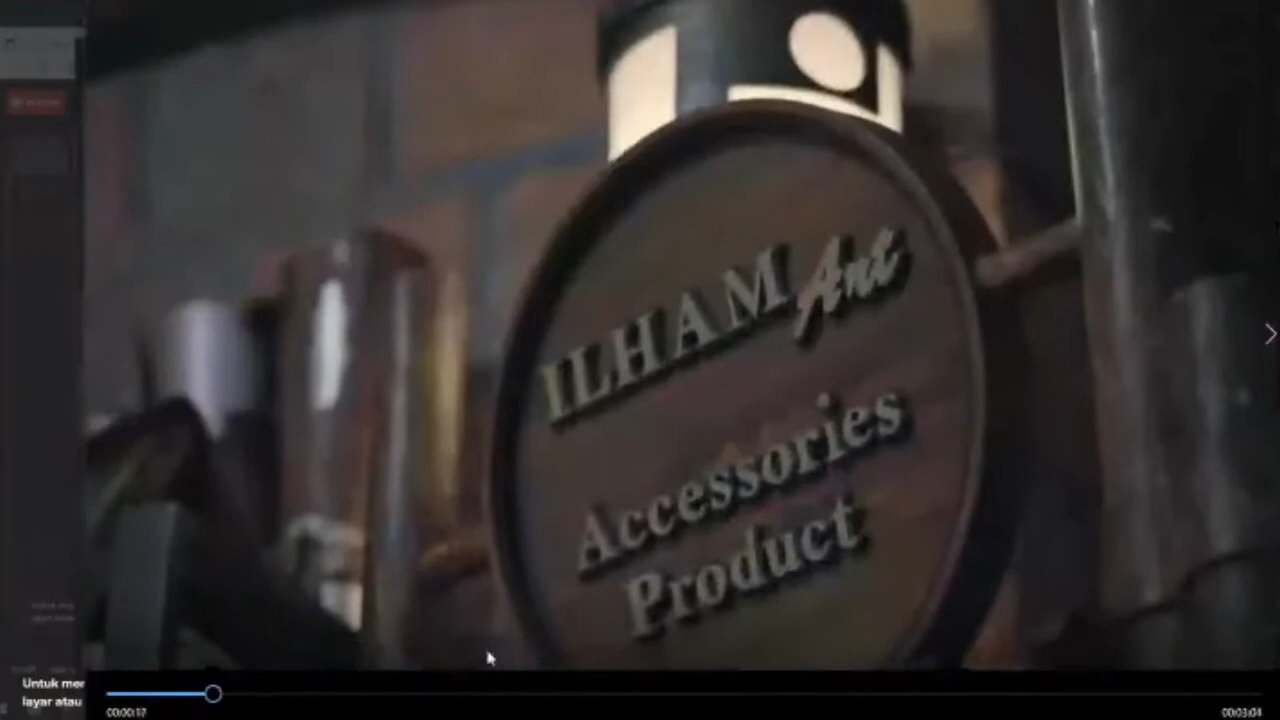 ILHAM Art
Accessories
Product
Untuk mer
layar atau
00:00:17
00:03:04